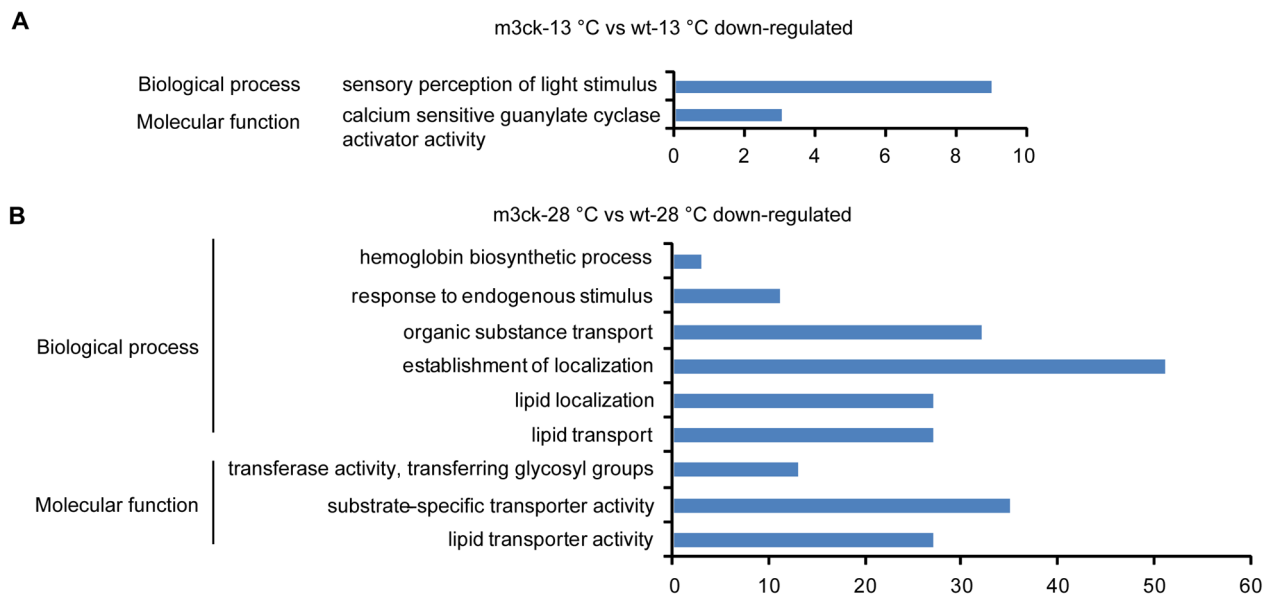 A
m3ck-13 °C vs wt-13 °C down-regulated
Biological process sensory perception of light stimulus
Molecular function calcium sensitive guanylate cyclase
activator activity
0 2 4 6 8 10
B
m3ck-28 °C vs wt-28 °C down-regulated
hemoglobin biosynthetic process
response to endogenous stimulus
organic substance transport
Biological process
establishment of localization
lipid localization
lipid transport
transferase activity, transferring glycosyl groups
Molecular function substrate–specific transporter activity
lipid transporter activity
0 10 20 30 40 50 60